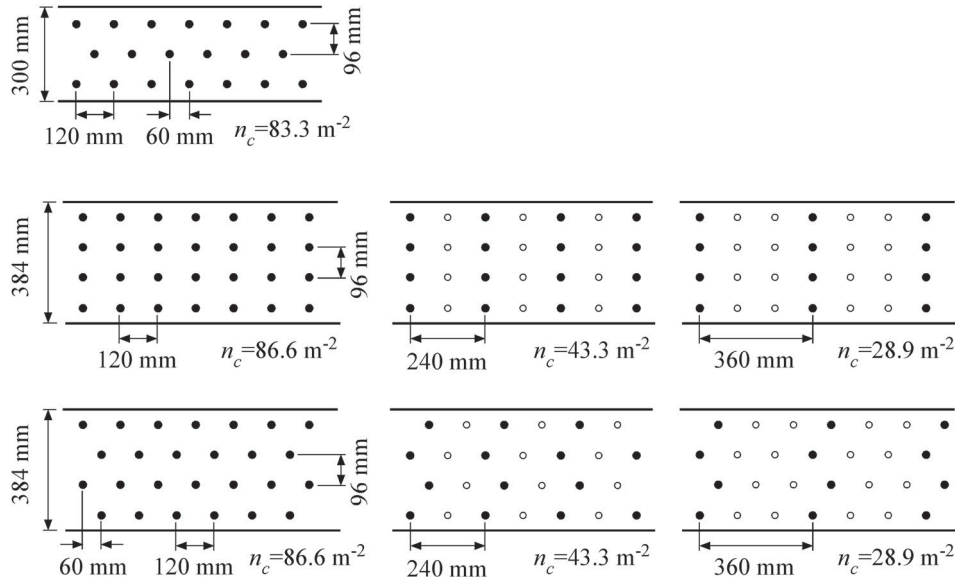 300 mm
96 mm
120 mm
60 mm
n_c=83.3 m⁻²
384 mm
96 mm
120 mm
n_c=86.6 m⁻²
240 mm
n_c=43.3 m⁻²
360 mm
n_c=28.9 m⁻²
384 mm
96 mm
60 mm
120 mm
n_c=86.6 m⁻²
240 mm
n_c=43.3 m⁻²
360 mm
n_c=28.9 m⁻²